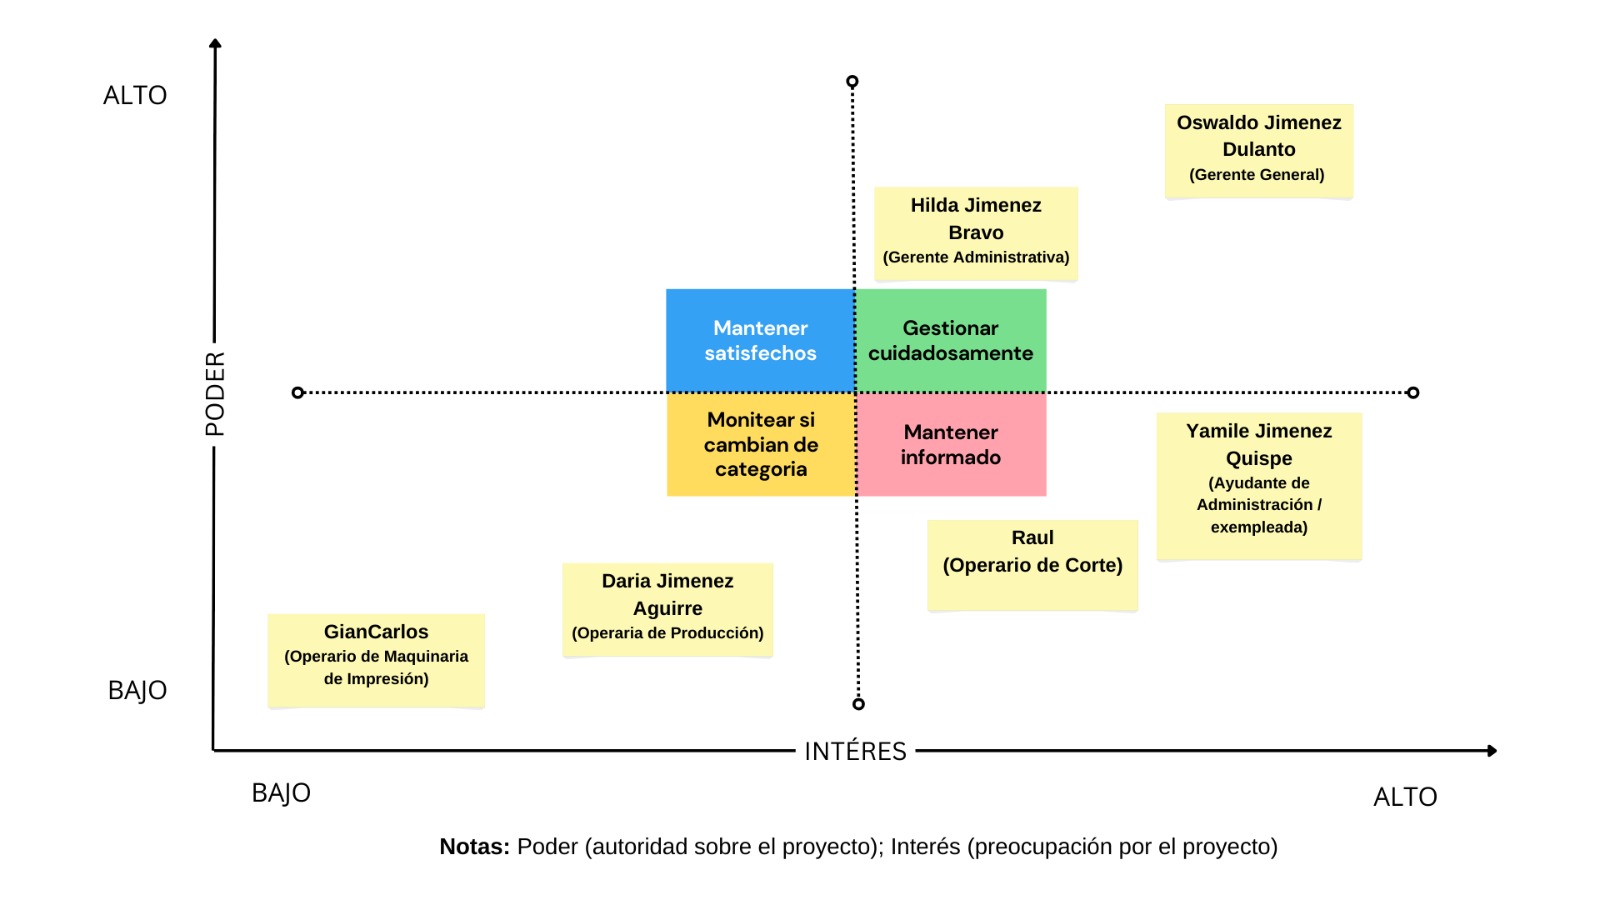 ALTO
Oswaldo Jimenez
Dulanto
(Gerente General)
Hilda Jimenez
Bravo
(Gerente Administrativa)
Mantener
satisfechos
Gestionar
cuidadosamente
PODER
Monitear si
cambian de
categoria
Mantener
informado
Yamile Jimenez
Quispe
(Ayudante de
Administración /
exempleada)
Raul
(Operario de Corte)
Daria Jimenez
Aguirre
(Operaria de Producción)
GianCarlos
(Operario de Maquinaria
de Impresión)
BAJO
INTÉRES
BAJO
ALTO
Notas: Poder (autoridad sobre el proyecto); Interés (preocupación por el proyecto)